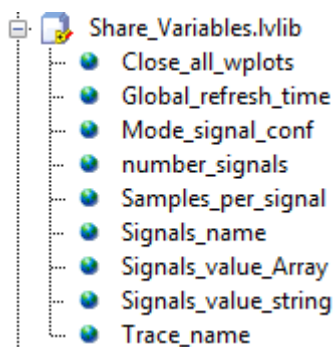 Share_Variables.lvlib
Close_all_wplots
Global_refresh_time
Mode_signal_conf
number_signals
Samples_per_signal
Signals_name
Signals_value_Array
Signals_value_string
Trace_name